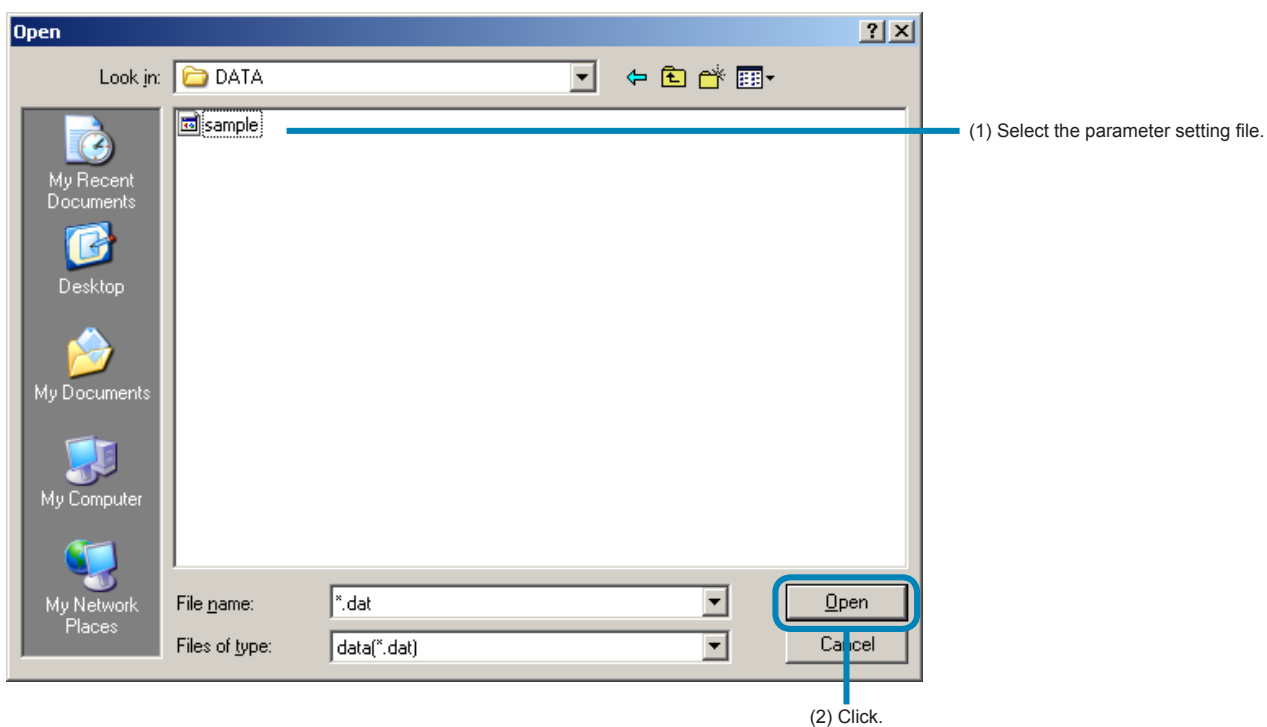 Open
Look in:
DATA
sample
(1) Select the parameter setting file.
My Recent
Documents
Desktop
My Documents
My Computer
My Network
Places
File name:
*.dat
Open
Files of type:
data(*.dat)
Cancel
(2) Click.